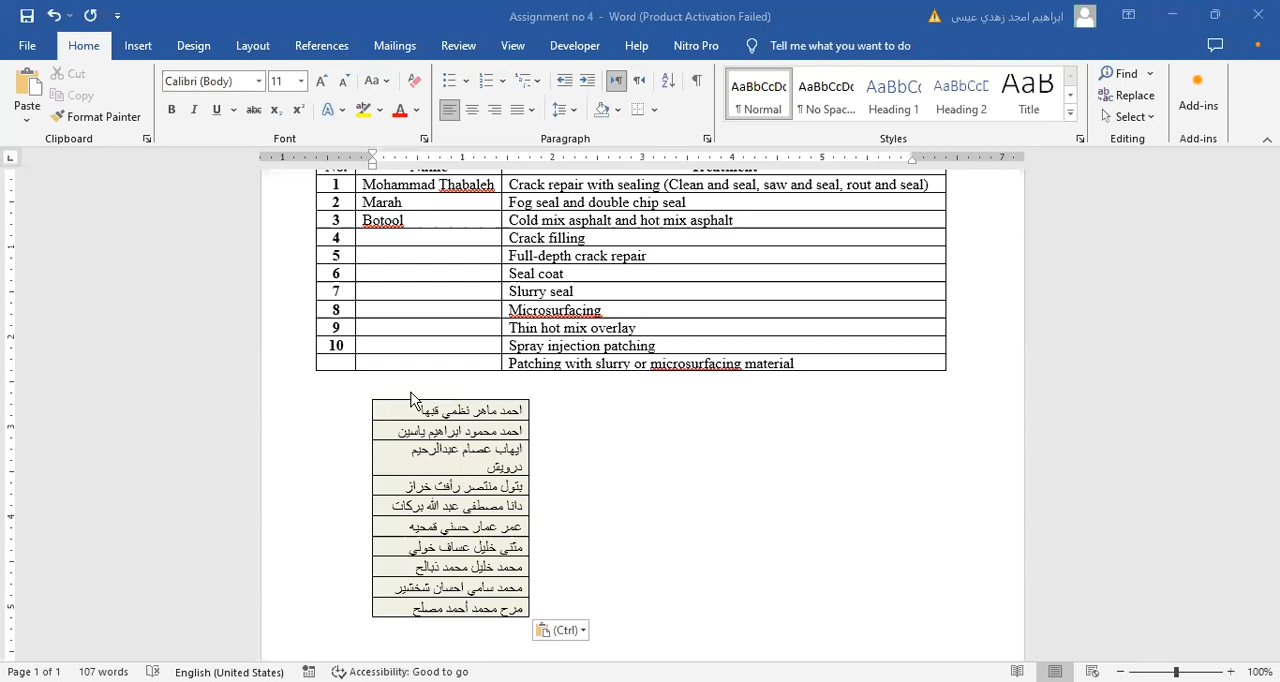 Assignment no 4 - Word (Product Activation Failed)
ابراهيم امجد زهدي عيسى
File Home Insert Design Layout References Mailings Review View Developer Help Nitro Pro Tell me what you want to do
Paste
Cut
Copy
Format Painter
Clipboard
Calibri (Body) 11
Font
Paragraph
AaBbCcDc AaBbCcDc AaBbCc AaBbCcD AaB
¶ Normal ¶ No Spac... Heading 1 Heading 2 Title
Styles
Find
Replace
Select
Editing
Add-ins
Add-ins
No. Name Treatment
1 Mohammad Thabaleh Crack repair with sealing (Clean and seal, saw and seal, rout and seal)
2 Marah Fog seal and double chip seal
3 Botool Cold mix asphalt and hot mix asphalt
4 Crack filling
5 Full-depth crack repair
6 Seal coat
7 Slurry seal
8 Microsurfacing
9 Thin hot mix overlay
10 Spray injection patching
Patching with slurry or microsurfacing material
احمد ماهر نظمي قبها
احمد محمود ابراهيم ياسين
ايهاب عصام عبدالرحيم
درويش
بتول منتصر رأفت خراز
دانا مصطفى عبد الله بركات
عمر عمار حسني قمحيه
مثنى خليل عساف خولي
محمد خليل محمد ذبالح
محمد سامي احسان شخشير
مرح محمد أحمد مصلح
(Ctrl)
Page 1 of 1 107 words English (United States) Accessibility: Good to go 100%